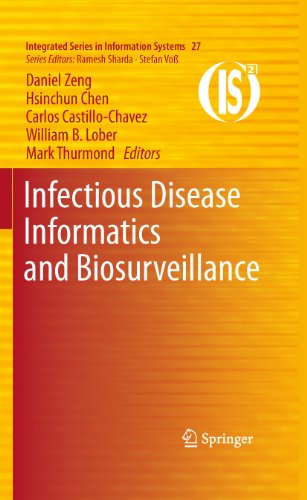 Integrated Series in Information Systems 27
Series Editors: Ramesh Sharda · Stefan Voß
Daniel Zeng
Hsinchun Chen
Carlos Castillo-Chavez
William B. Lober
Mark Thurmond Editors
IS²
Infectious Disease
Informatics
and Biosurveillance
Springer